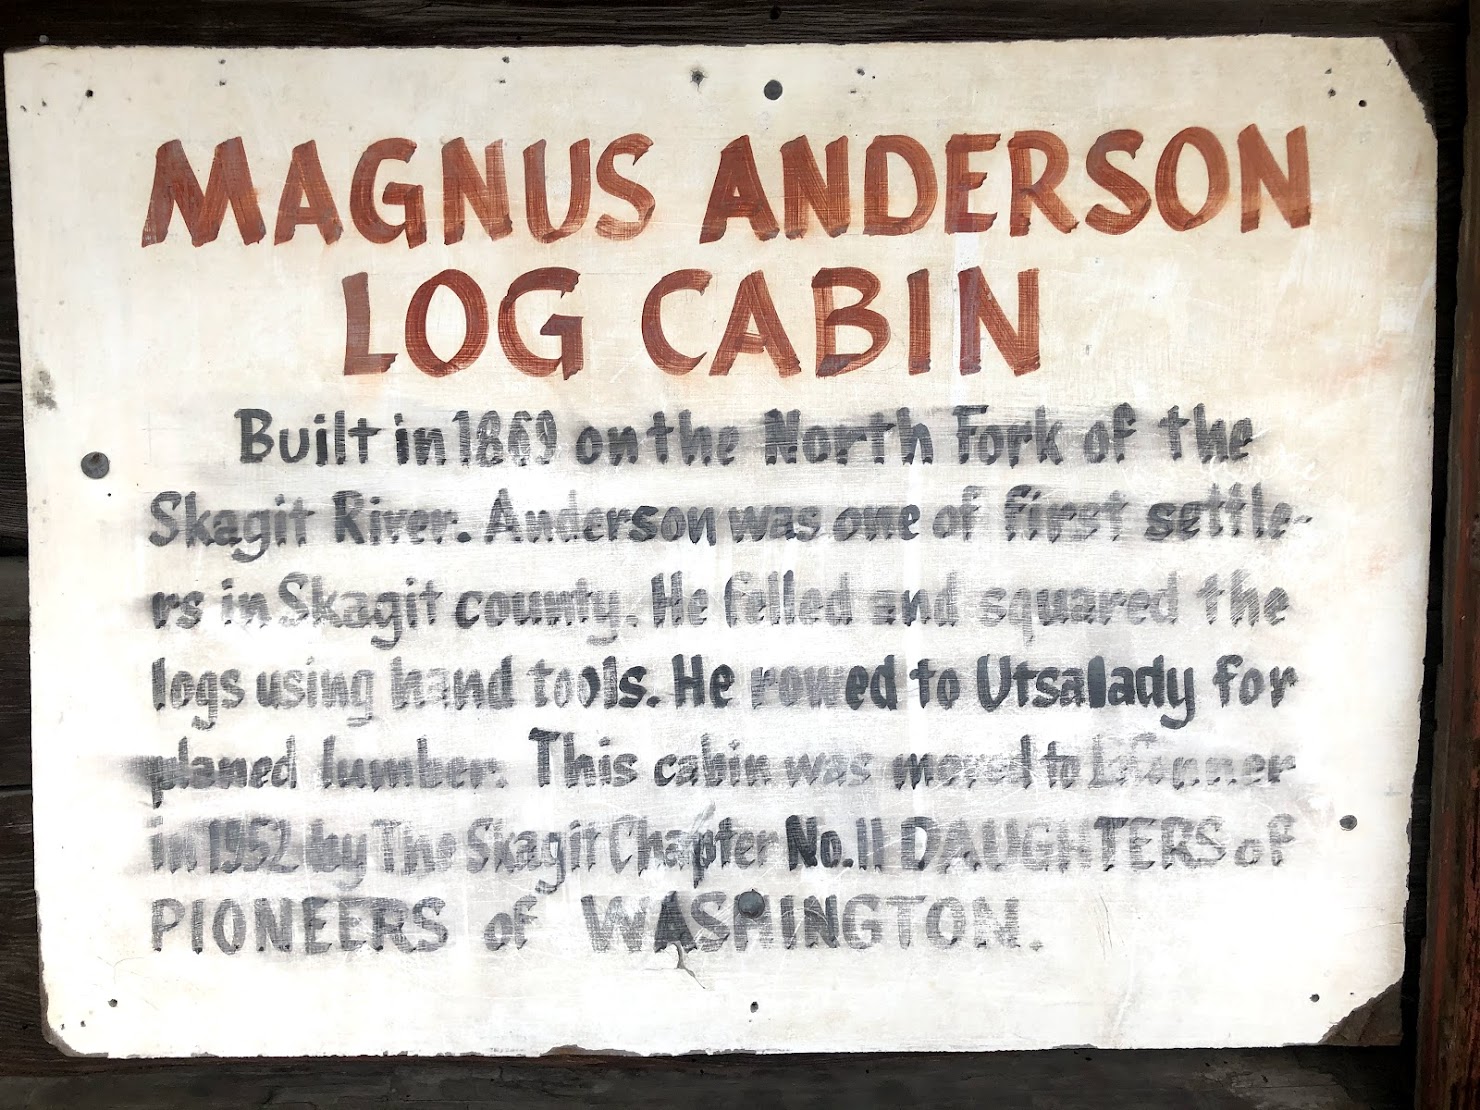 MAGNUS ANDERSON
LOG CABIN
Built in 1869 on the North Fork of the
Skagit River. Anderson was one of first settle-
rs in Skagit county. He felled and squared the
logs using hand tools. He rowed to Utsalady for
planed lumber. This cabin was moved to LaConner
in 1952 by The Skagit Chapter No. 11 DAUGHTERS of
PIONEERS of WASHINGTON.